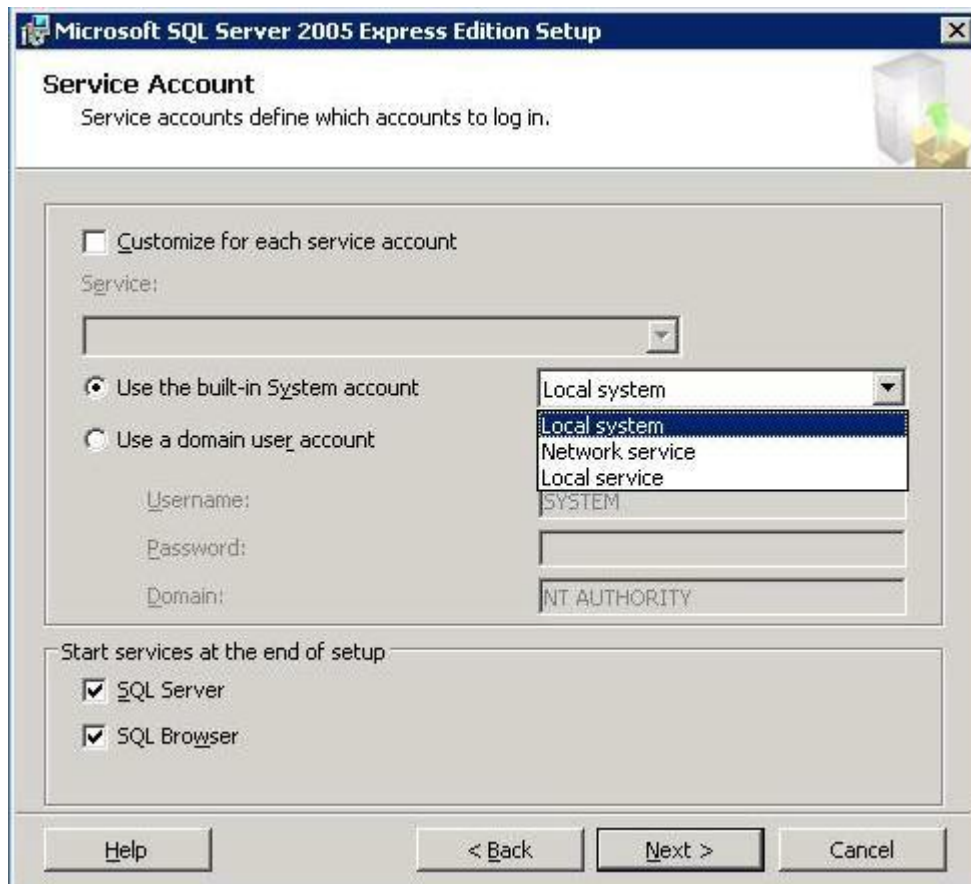 Microsoft SQL Server 2005 Express Edition Setup
Service Account
Service accounts define which accounts to log in.
Customize for each service account
Service:
Use the built-in System account
Local system
Local system
Network service
Local service
Use a domain user account
Username:
SYSTEM
Password:
Domain:
NT AUTHORITY
Start services at the end of setup
SQL Server
SQL Browser
Help
< Back
Next >
Cancel